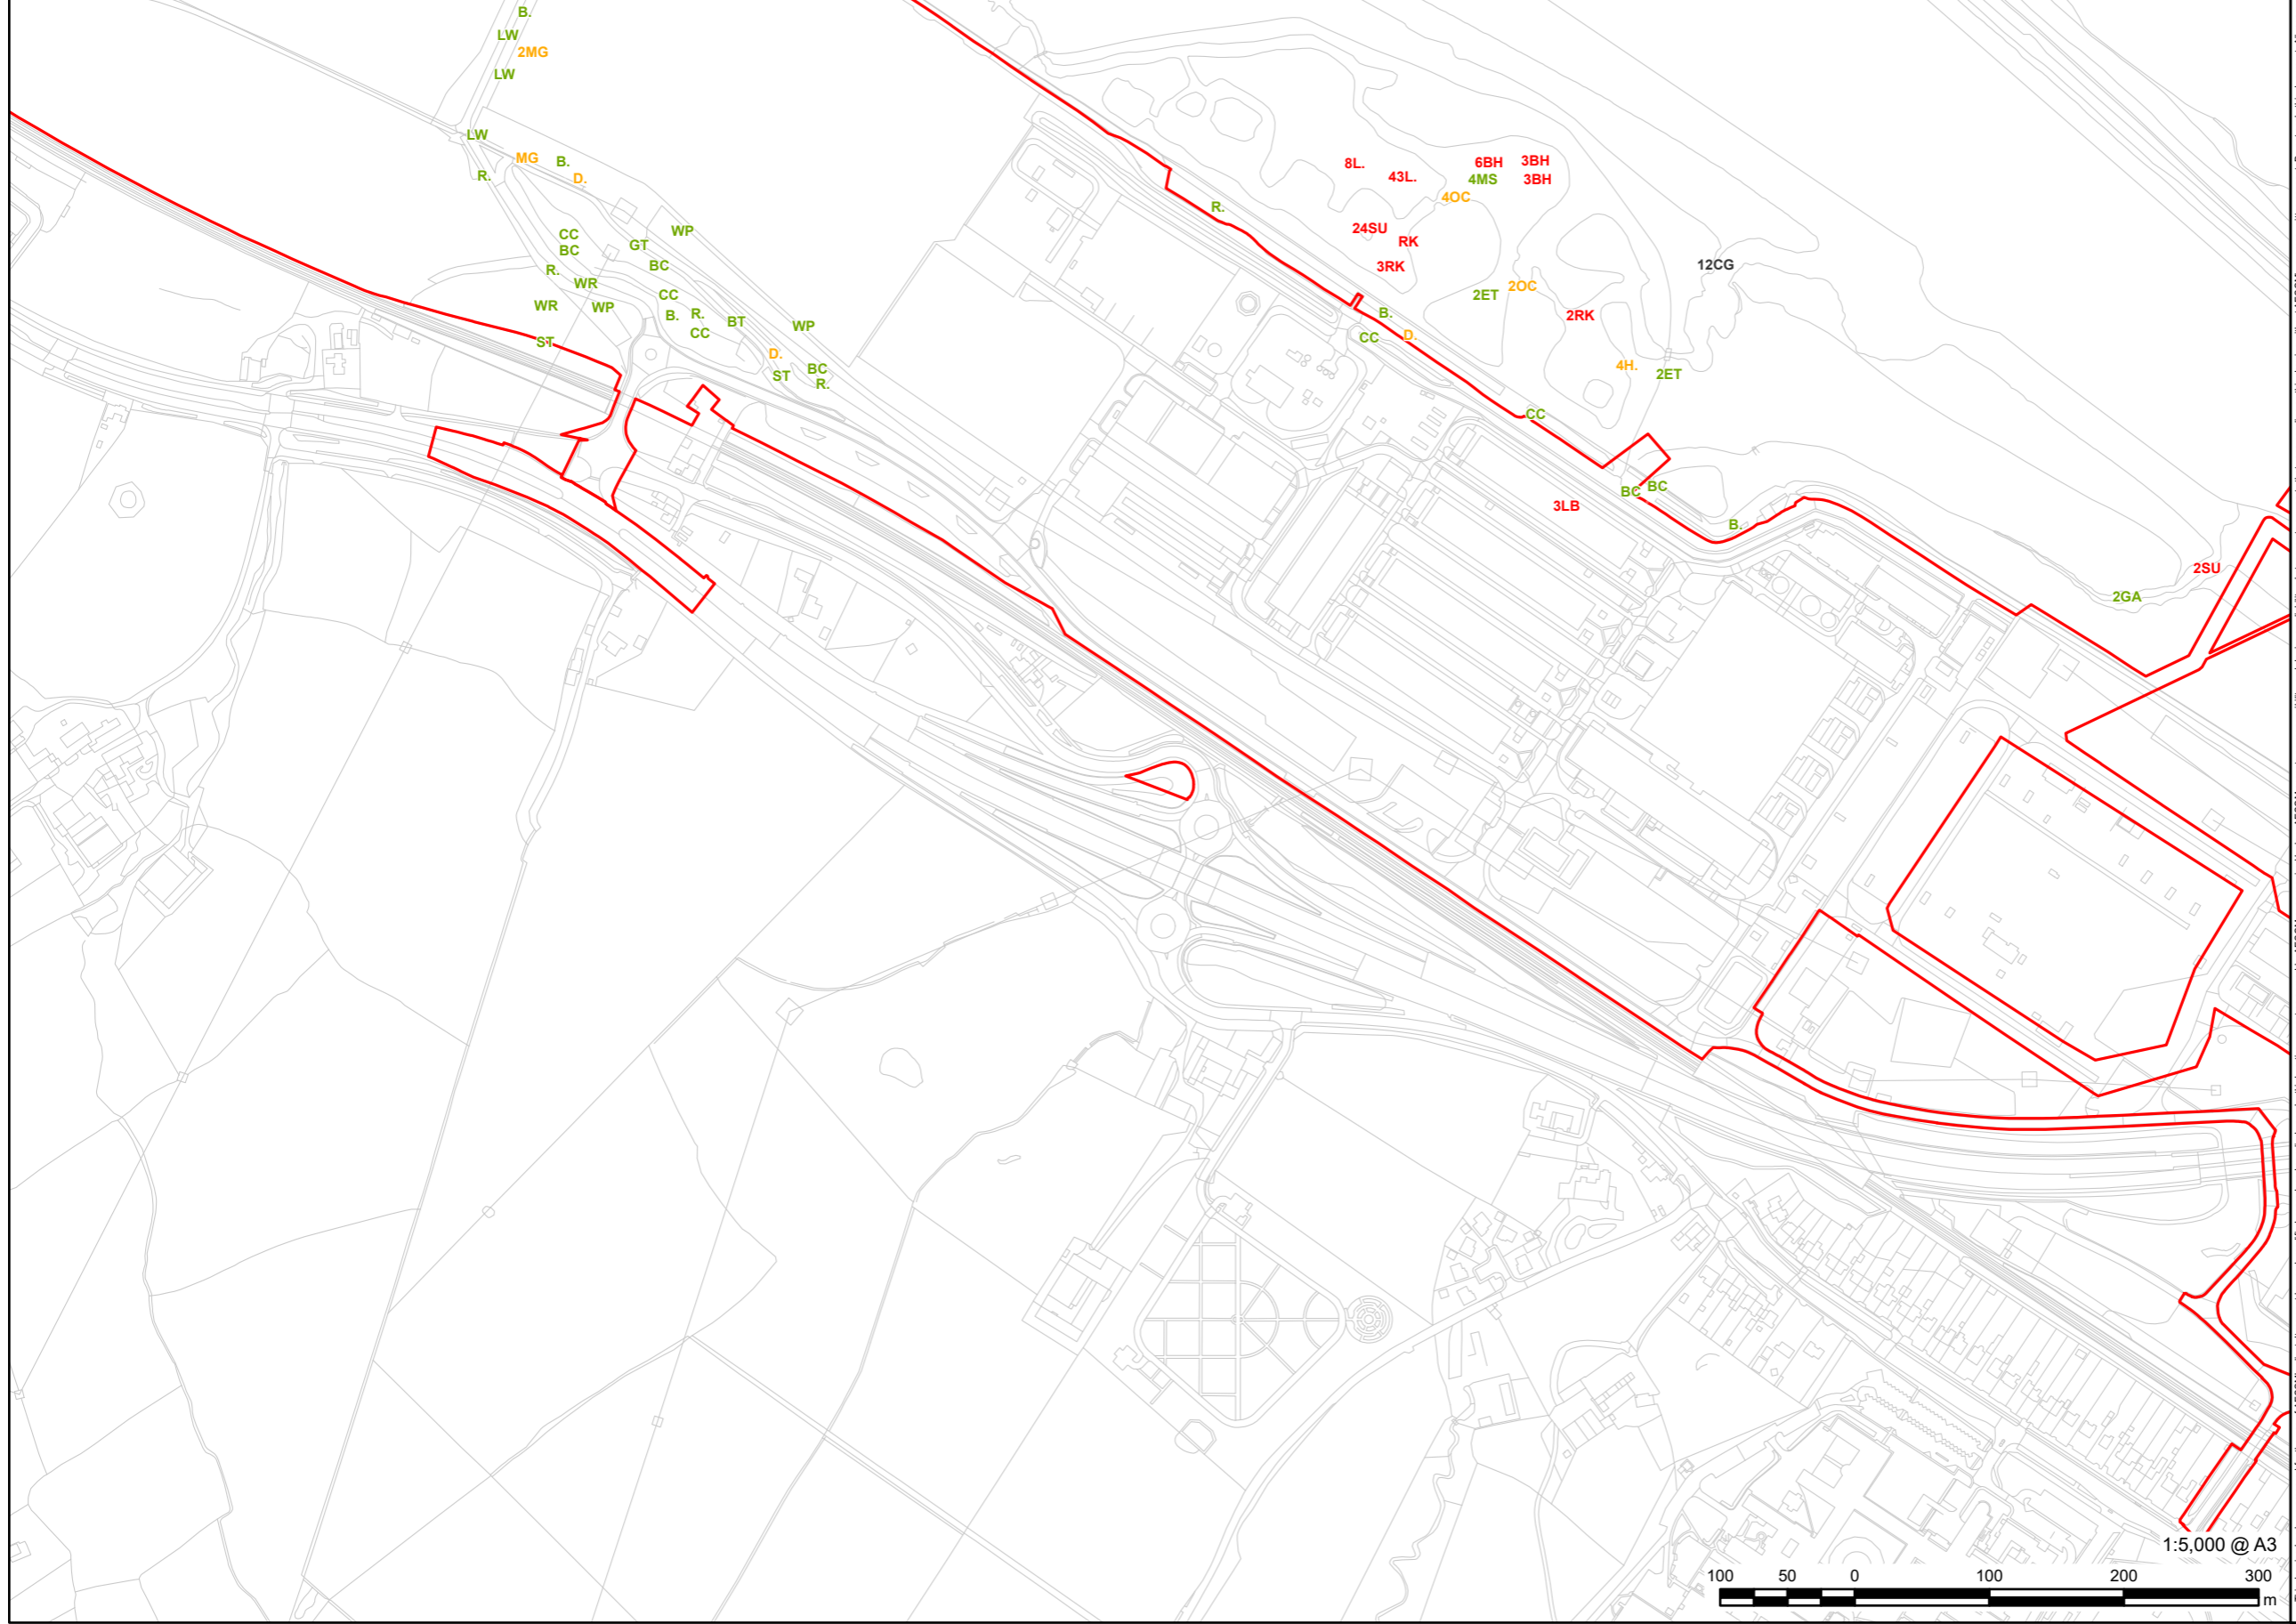 B.
LW
2MG
LW
LW
MG
B.
D.
R.
8L.
43L.
6BH
3BH
4MS
3BH
4OC
R.
CC
WP
BC
GT
BC
24SU
RK
3RK
12CG
R.
WR
WR
WP
CC
B.
R.
CC
BT
WP
2ET
2OC
2RK
B.
CC
D.
ST
D.
ST
BC
R.
4H.
2ET
CC
BC
BC
3LB
B.
2SU
2GA
1:5,000 @ A3
100 50 0 100 200 300
m